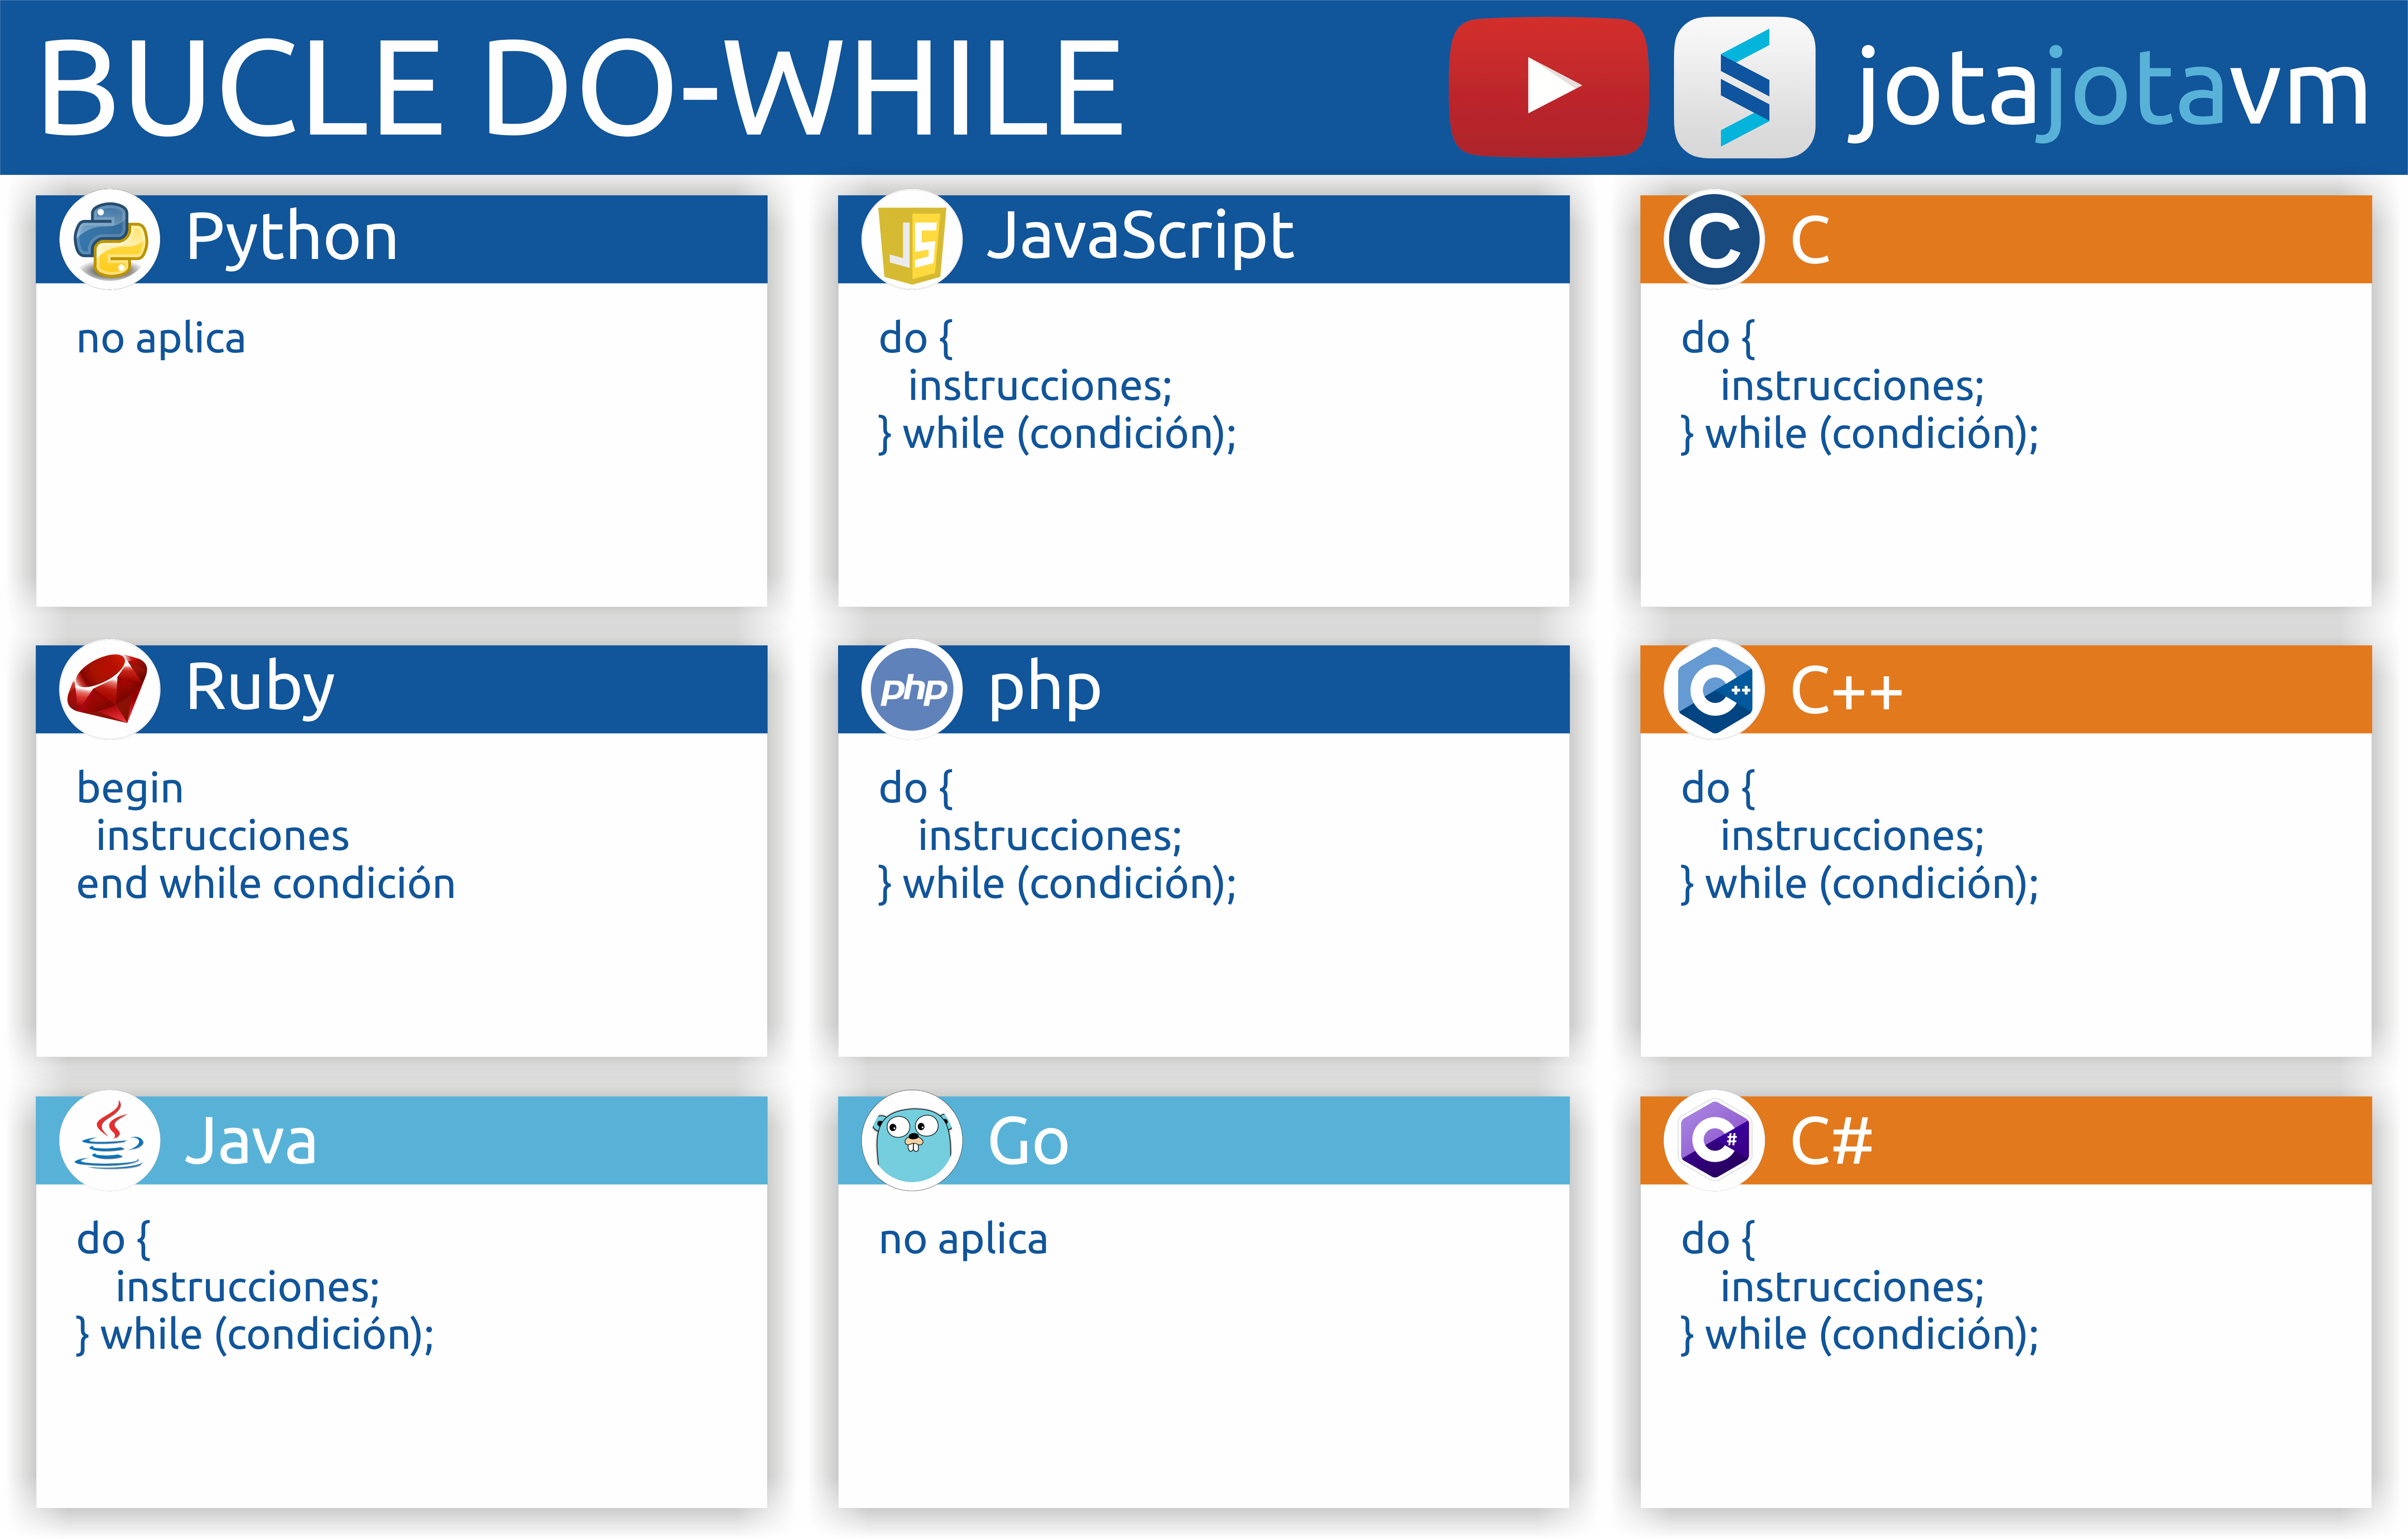 BUCLE DO-WHILE
jotajotavm
Python
no aplica
JS
JavaScript
do {
instrucciones;
} while (condición);
C
C
do {
instrucciones;
} while (condición);
Ruby
begin
instrucciones
end while condición
php
php
do {
instrucciones;
} while (condición);
C++
C++
do {
instrucciones;
} while (condición);
Java
do {
instrucciones;
} while (condición);
Go
no aplica
C#
C#
do {
instrucciones;
} while (condición);